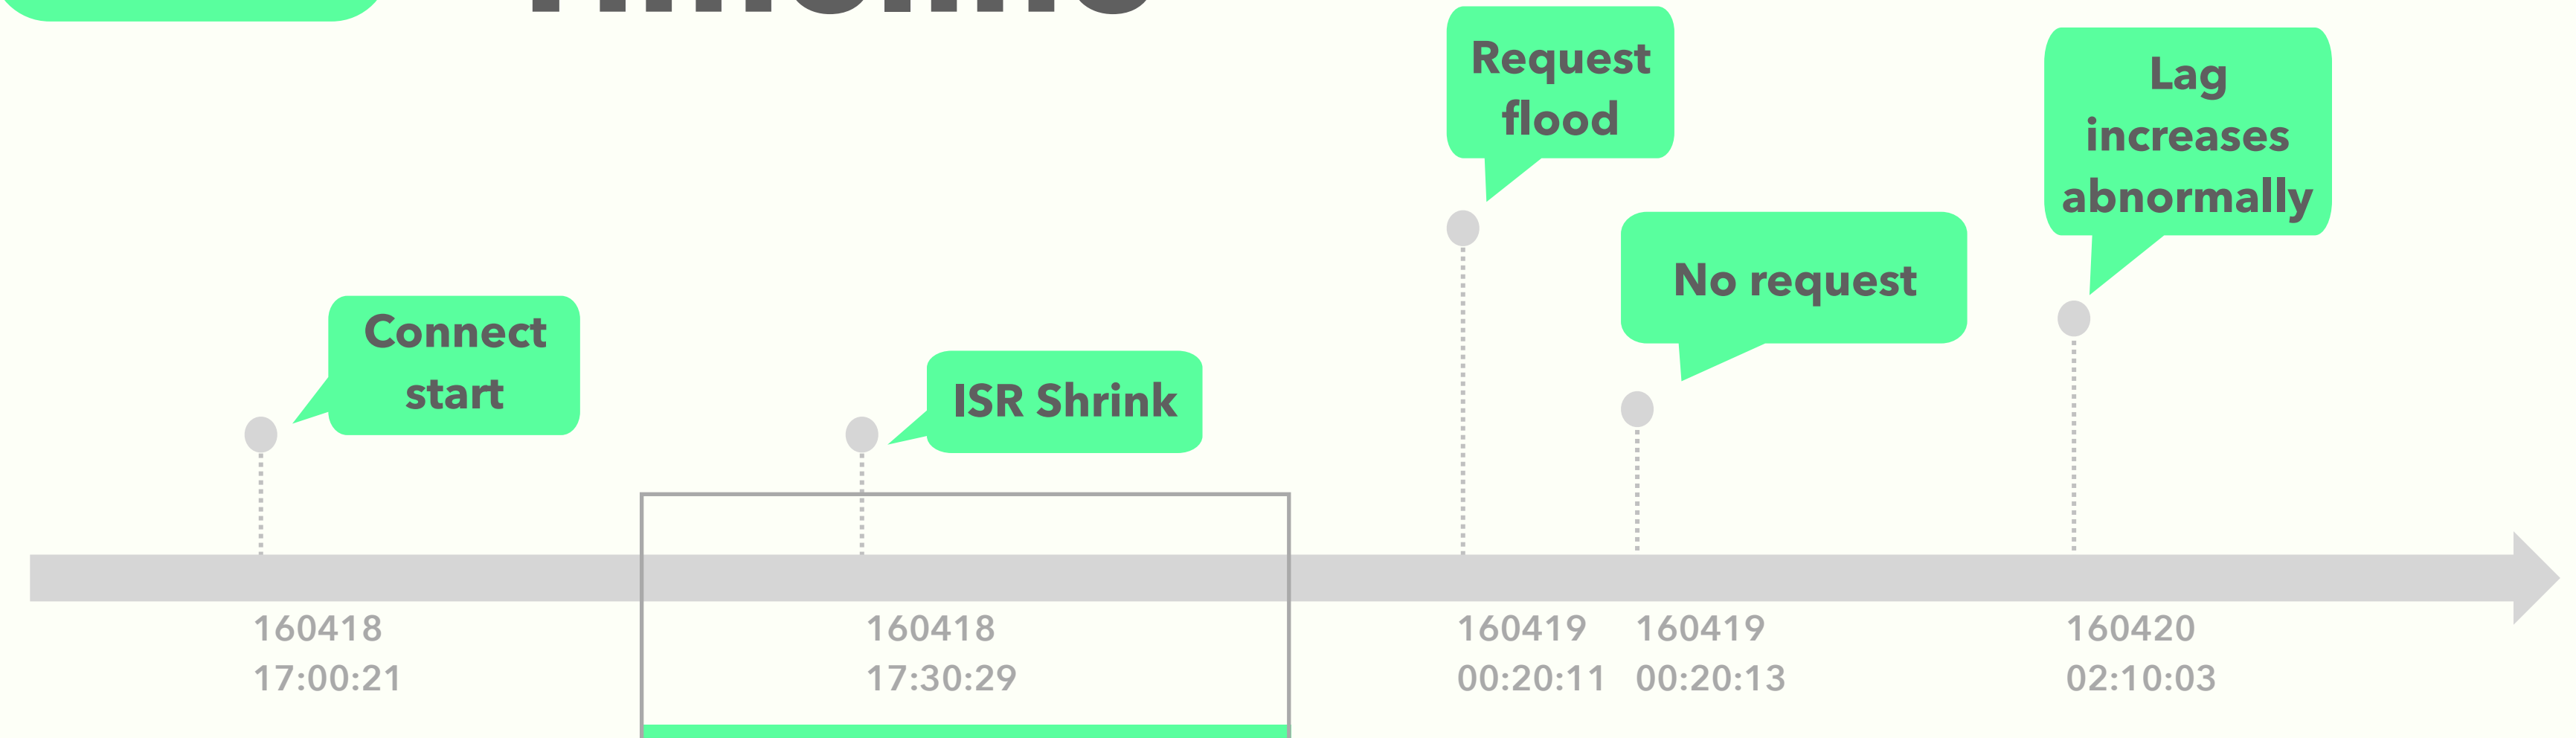 Request
flood
Lag
increases
abnormally
No request
Connect
start
ISR Shrink
160418
17:00:21
160418
17:30:29
160419
00:20:11
160419
00:20:13
160420
02:10:03